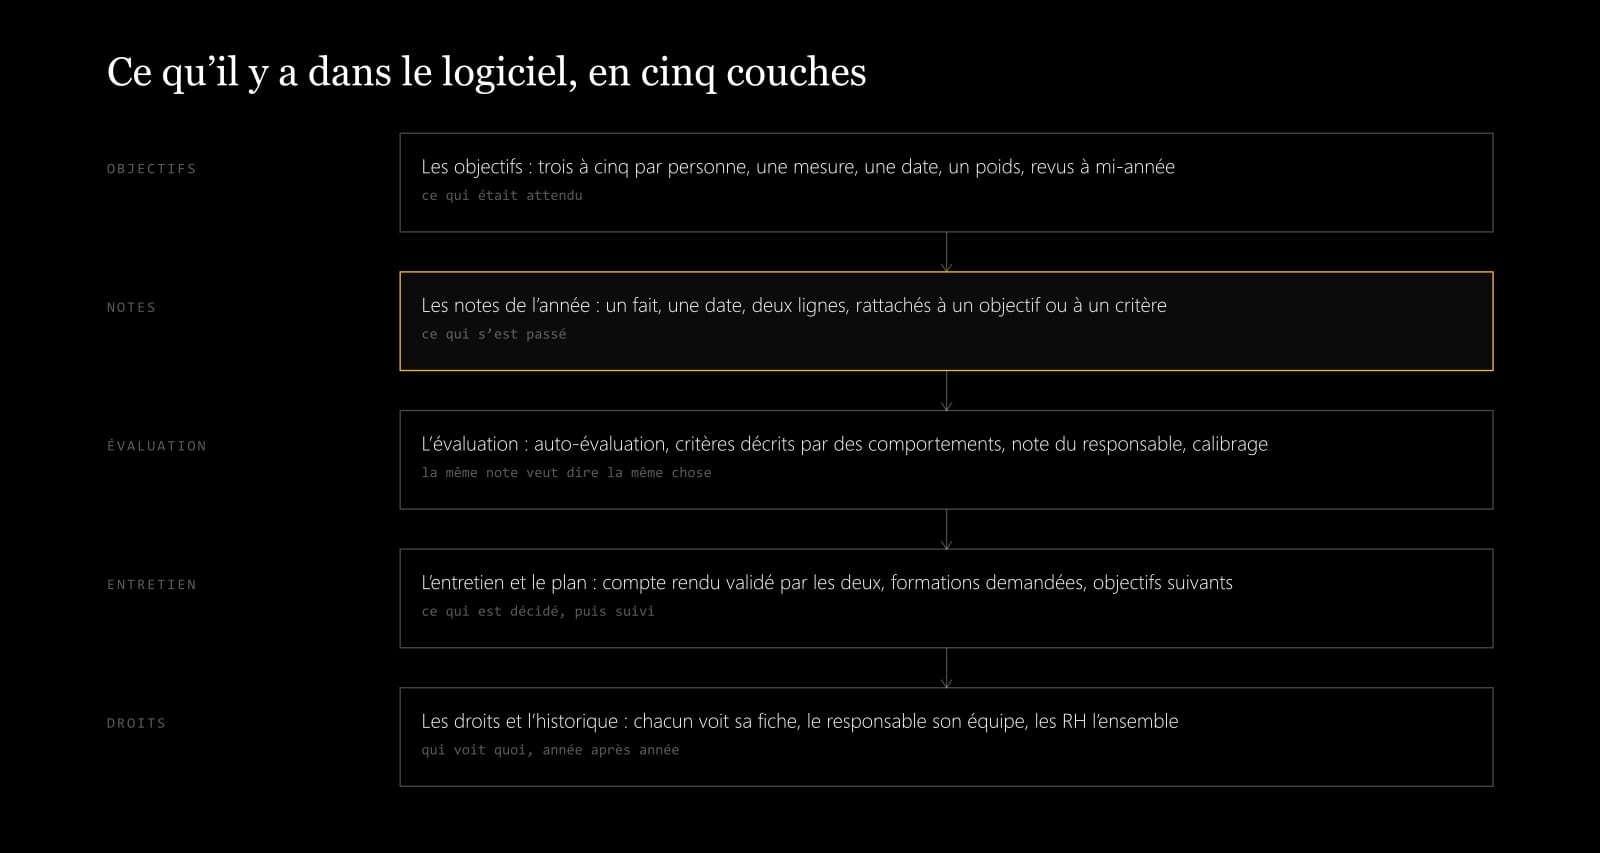 Ce qu’il y a dans le logiciel, en cinq couches
OBJECTIFS
Les objectifs : trois à cinq par personne, une mesure, une date, un poids, revus à mi-année
ce qui était attendu
NOTES
Les notes de l’année : un fait, une date, deux lignes, rattachés à un objectif ou à un critère
ce qui s’est passé
ÉVALUATION
L’évaluation : auto-évaluation, critères décrits par des comportements, note du responsable, calibrage
la même note veut dire la même chose
ENTRETIEN
L’entretien et le plan : compte rendu validé par les deux, formations demandées, objectifs suivants
ce qui est décidé, puis suivi
DROITS
Les droits et l’historique : chacun voit sa fiche, le responsable son équipe, les RH l’ensemble
qui voit quoi, année après année